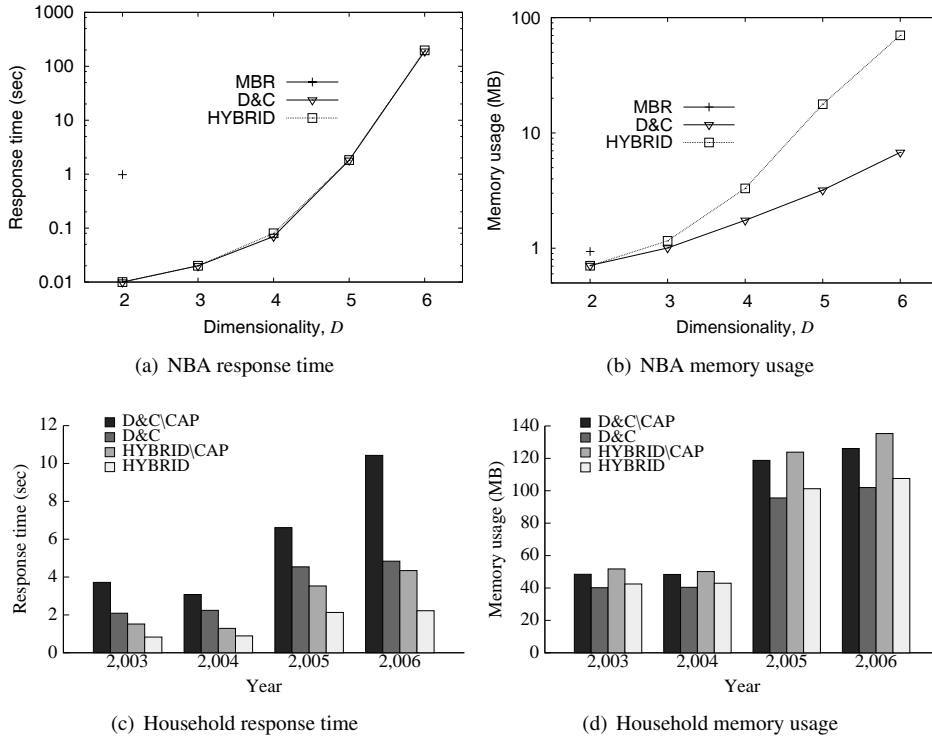 1000
100
10
1
0.1
0.01
Response time (sec)
MBR
D&C
HYBRID
2 3 4 5 6
Dimensionality, D
(a) NBA response time
100
10
1
Memory usage (MB)
MBR
D&C
HYBRID
2 3 4 5 6
Dimensionality, D
(b) NBA memory usage
12
10
8
6
4
2
0
Response time (sec)
D&C\CAP
D&C
HYBRID\CAP
HYBRID
2,003 2,004 2,005 2,006
Year
(c) Household response time
140
120
100
80
60
40
20
0
Memory usage (MB)
D&C\CAP
D&C
HYBRID\CAP
HYBRID
2,003 2,004 2,005 2,006
Year
(d) Household memory usage